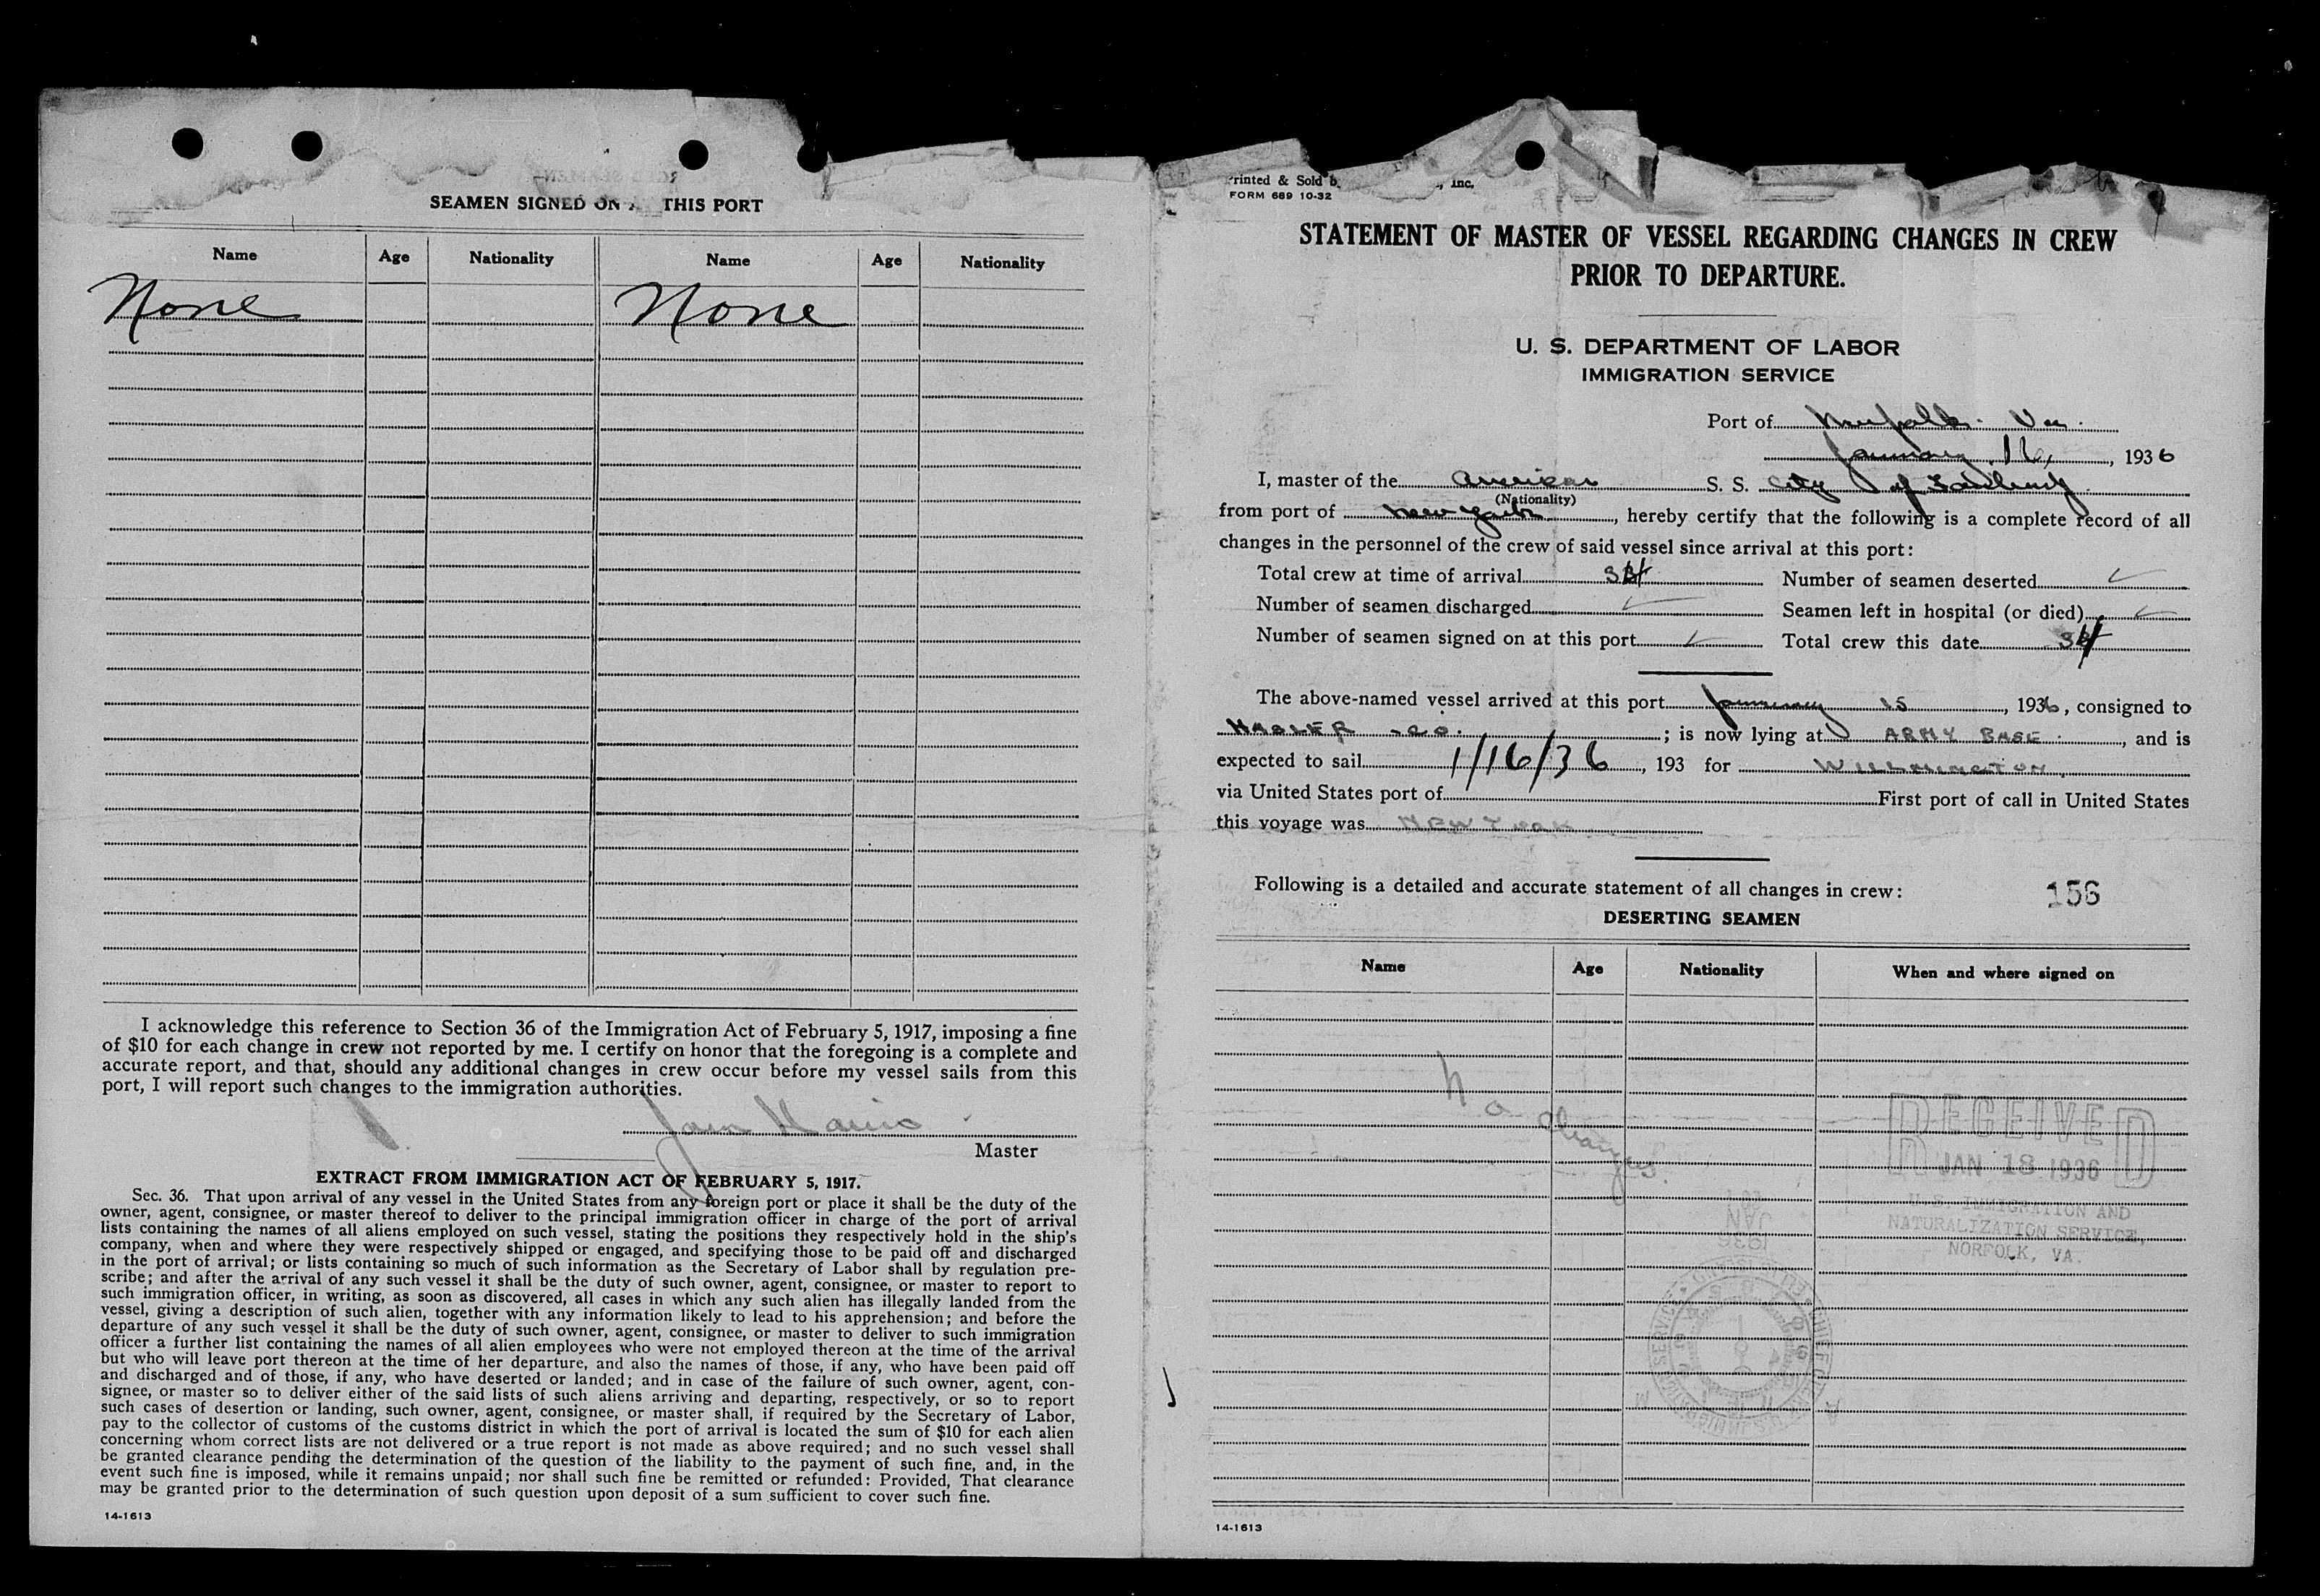 SEAMEN SIGNED ON THIS PORT
Name Age Nationality Name Age Nationality
None None
I acknowledge this reference to Section 36 of the Immigration Act of February 5, 1917, imposing a fine
of $10 for each change in crew not reported by me. I certify on honor that the foregoing is a complete and
accurate report, and that, should any additional changes in crew occur before my vessel sails from this
port, I will report such changes to the immigration authorities.
Master
EXTRACT FROM IMMIGRATION ACT OF FEBRUARY 5, 1917.
Sec. 36. That upon arrival of any vessel in the United States from any foreign port or place it shall be the duty of the
owner, agent, consignee, or master thereof to deliver to the principal immigration officer in charge of the port of arrival
lists containing the names of all aliens employed on such vessel, stating the positions they respectively hold in the ship's
company, when and where they were respectively shipped or engaged, and specifying those to be paid off and discharged
in the port of arrival; or lists containing so much of such information as the Secretary of Labor shall by regulation pre-
scribe; and after the arrival of any such vessel it shall be the duty of such owner, agent, consignee, or master to report to
such immigration officer, in writing, as soon as discovered, all cases in which any such alien has illegally landed from the
vessel, giving a description of such alien, together with any information likely to lead to his apprehension; and before the
departure of any such vessel it shall be the duty of such owner, agent, consignee, or master to deliver to such immigration
officer a further list containing the names of all alien employees who were not employed thereon at the time of the arrival
but who will leave port thereon at the time of her departure, and also the names of those, if any, who have been paid off
and discharged and of those, if any, who have deserted or landed; and in case of the failure of such owner, agent, con-
signee, or master so to deliver either of the said lists of such aliens arriving and departing, respectively, or so to report
such cases of desertion or landing, such owner, agent, consignee, or master shall, if required by the Secretary of Labor,
pay to the collector of customs of the customs district in which the port of arrival is located the sum of $10 for each alien
concerning whom correct lists are not delivered or a true report is not made as above required; and no such vessel shall
be granted clearance pending the determination of the question of the liability to the payment of such fine, and, in the
event such fine is imposed, while it remains unpaid; nor shall such fine be remitted or refunded: Provided, That clearance
may be granted prior to the determination of such question upon deposit of a sum sufficient to cover such fine.
14-1613
Printed & Sold b , Inc.
FORM 689 10-32
STATEMENT OF MASTER OF VESSEL REGARDING CHANGES IN CREW
PRIOR TO DEPARTURE.
U. S. DEPARTMENT OF LABOR
IMMIGRATION SERVICE
Port of Norfolk. Va.
January 16, 1936
I, master of the American S. S. City of
(Nationality)
from port of New York, hereby certify that the following is a complete record of all
changes in the personnel of the crew of said vessel since arrival at this port:
Total crew at time of arrival 34 Number of seamen deserted
Number of seamen discharged Seamen left in hospital (or died)
Number of seamen signed on at this port Total crew this date 34
The above-named vessel arrived at this port January 15, 1936, consigned to
Co. ; is now lying at ARMY BASE, and is
expected to sail 1/16/36, 193 for WILMINGTON
via United States port of First port of call in United States
this voyage was NEW YORK
Following is a detailed and accurate statement of all changes in crew: 156
DESERTING SEAMEN
Name Age Nationality When and where signed on
No Changes.
RECEIVED
JAN 18 1936
U.S. IMMIGRATION AND
NATURALIZATION SERVICE,
NORFOLK, VA.
JAN
1936
14-1613